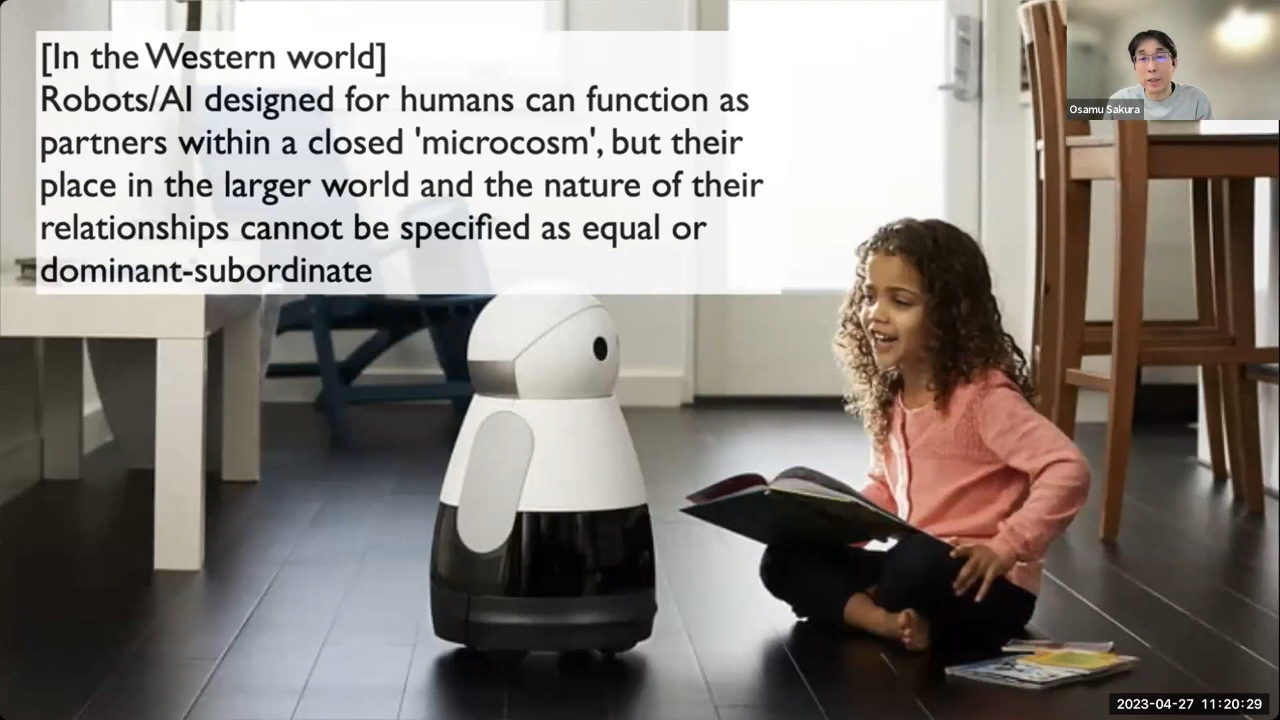 [In the Western world]
Robots/AI designed for humans can function as
partners within a closed 'microcosm', but their
place in the larger world and the nature of their
relationships cannot be specified as equal or
dominant-subordinate
Osamu Sakura
2023-04-27 11:20:29